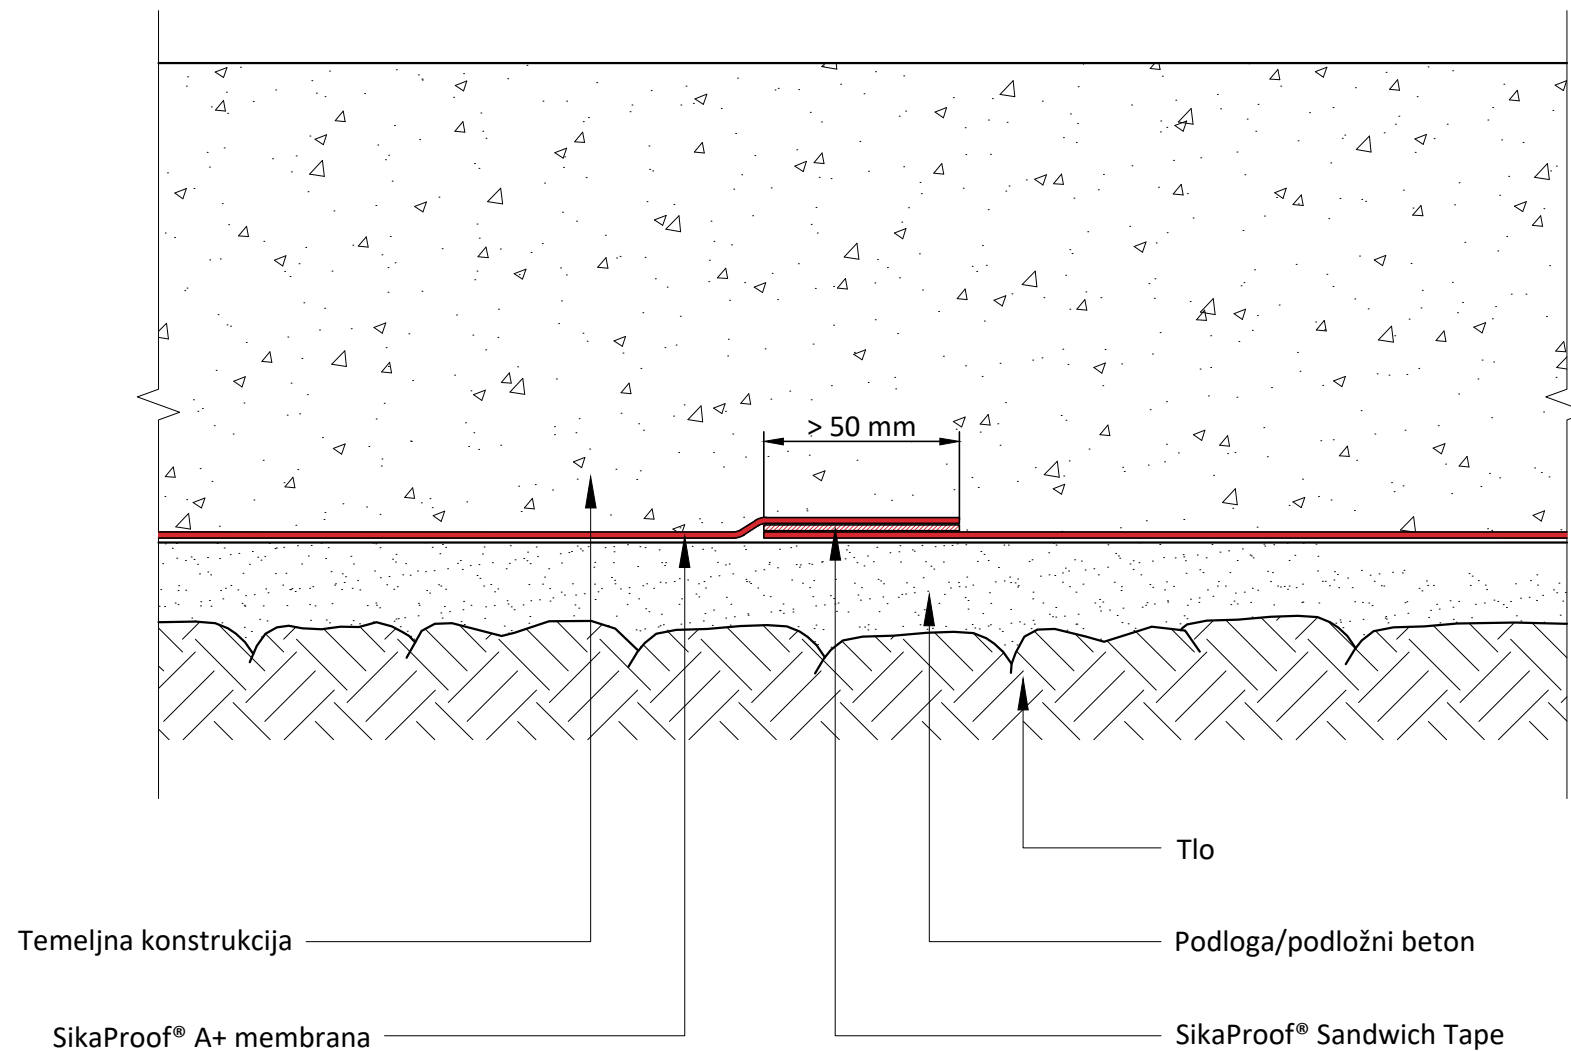 > 50 mm
Tlo
Temeljna konstrukcija
Podloga/podložni beton
SikaProof® A+ membrana
SikaProof® Sandwich Tape